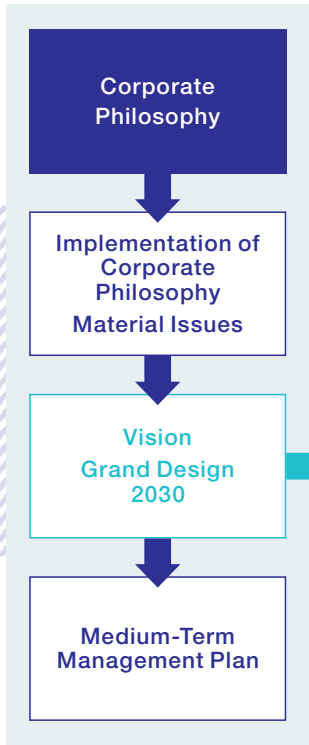 Corporate
Philosophy
Implementation of
Corporate
Philosophy
Material Issues
Vision
Grand Design
2030
Medium-Term
Management Plan